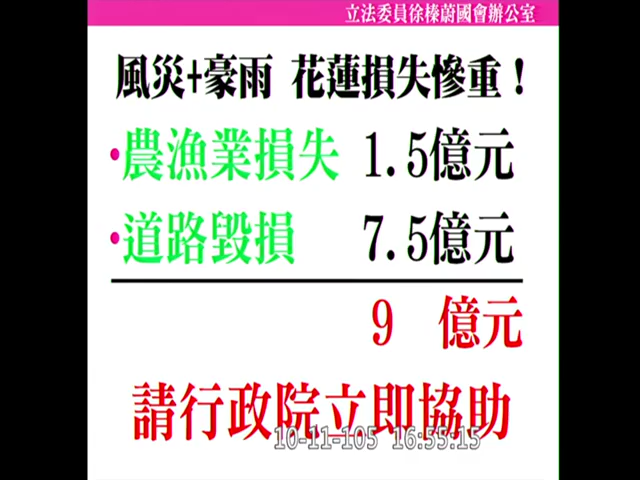 立法委員徐榛蔚國會辦公室
風災+豪雨 花蓮損失慘重！
·農漁業損失 1.5億元
·道路毀損 7.5億元
9 億元
請行政院立即協助
10-11-105 16:55:15